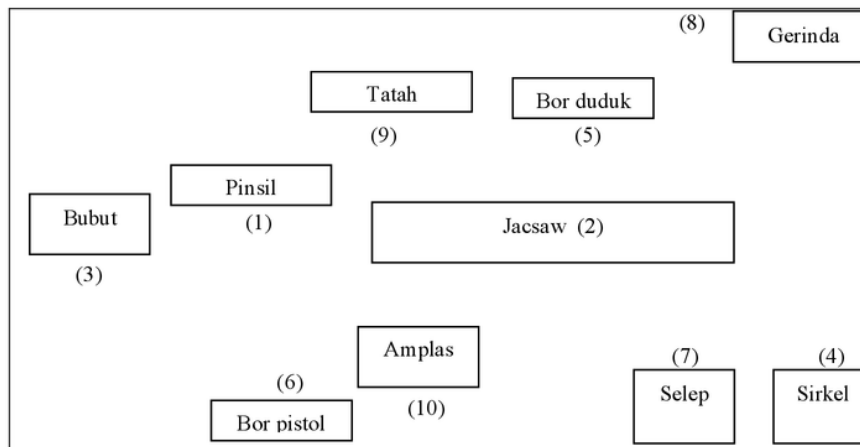 (8)
Gerinda
Tatah
Bor duduk
(9)
(5)
Pinsil
Bubut
(1)
Jacsaw (2)
(3)
Amplas
(7)
(4)
(6)
Selep
Sirkel
(10)
Bor pistol